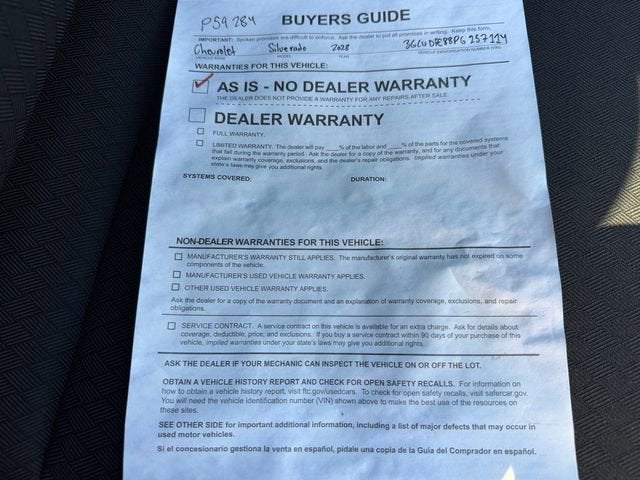 P59284 BUYERS GUIDE
IMPORTANT: Spoken promises are difficult to enforce. Ask the dealer to put all promises in writing. Keep this form.
Chevrolet Silverado
VEHICLE MAKE MODEL YEAR VEHICLE IDENTIFICATION NUMBER (VIN)
WARRANTIES FOR THIS VEHICLE:
AS IS - NO DEALER WARRANTY
THE DEALER DOES NOT PROVIDE A WARRANTY FOR ANY REPAIRS AFTER SALE.
DEALER WARRANTY
FULL WARRANTY.
LIMITED WARRANTY. The dealer will pay ____% of the labor and ____% of the parts for the covered systems
that fail during the warranty period. Ask the dealer for a copy of the warranty, and for any documents that
explain warranty coverage, exclusions, and the dealer's repair obligations. Implied warranties under your
state's laws may give you additional rights.
SYSTEMS COVERED: DURATION:
NON-DEALER WARRANTIES FOR THIS VEHICLE:
MANUFACTURER'S WARRANTY STILL APPLIES. The manufacturer's original warranty has not expired on some
components of the vehicle.
MANUFACTURER'S USED VEHICLE WARRANTY APPLIES.
OTHER USED VEHICLE WARRANTY APPLIES.
Ask the dealer for a copy of the warranty document and an explanation of warranty coverage, exclusions, and repair
obligations.
SERVICE CONTRACT. A service contract on this vehicle is available for an extra charge. Ask for details about
coverage, deductible, price, and exclusions. If you buy a service contract within 90 days of your purchase of
this vehicle, implied warranties under your state's laws may give you additional rights.
ASK THE DEALER IF YOUR MECHANIC CAN INSPECT THE VEHICLE ON OR OFF THE LOT.
OBTAIN A VEHICLE HISTORY REPORT AND CHECK FOR OPEN SAFETY RECALLS. For information on
how to obtain a vehicle history report, visit ftc.gov/usedcars. To check for open safety recalls, visit safercar.gov.
You will need the vehicle identification number (VIN) shown above to make the best use of the resources on
these sites.
SEE OTHER SIDE for important additional information, including a list of major defects that may occur in
used motor vehicles.
Si el concesionario gestiona la venta en español, pídale una copia de la Guía del Comprador en español.